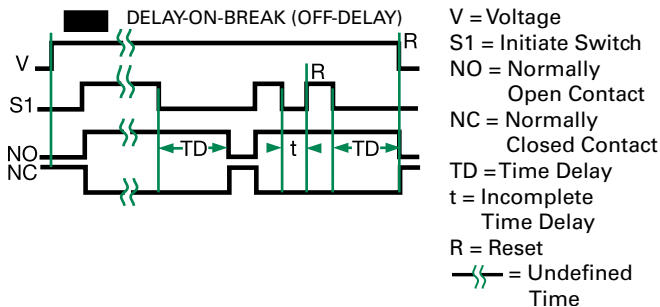 DELAY-ON-BREAK (OFF-DELAY)
R
V
S1
R
NO
NC
TD
t
TD
V = Voltage
S1 = Initiate Switch
NO = Normally
Open Contact
NC = Normally
Closed Contact
TD = Time Delay
t = Incomplete
Time Delay
R = Reset
= Undefined
Time